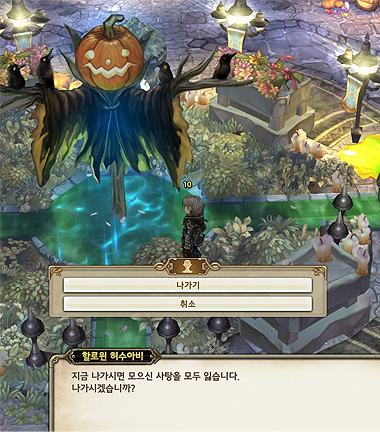 10
나가기
취소
할로윈 허수아비
지금 나가시면 모으신 사탕을 모두 잃습니다.
나가시겠습니까?